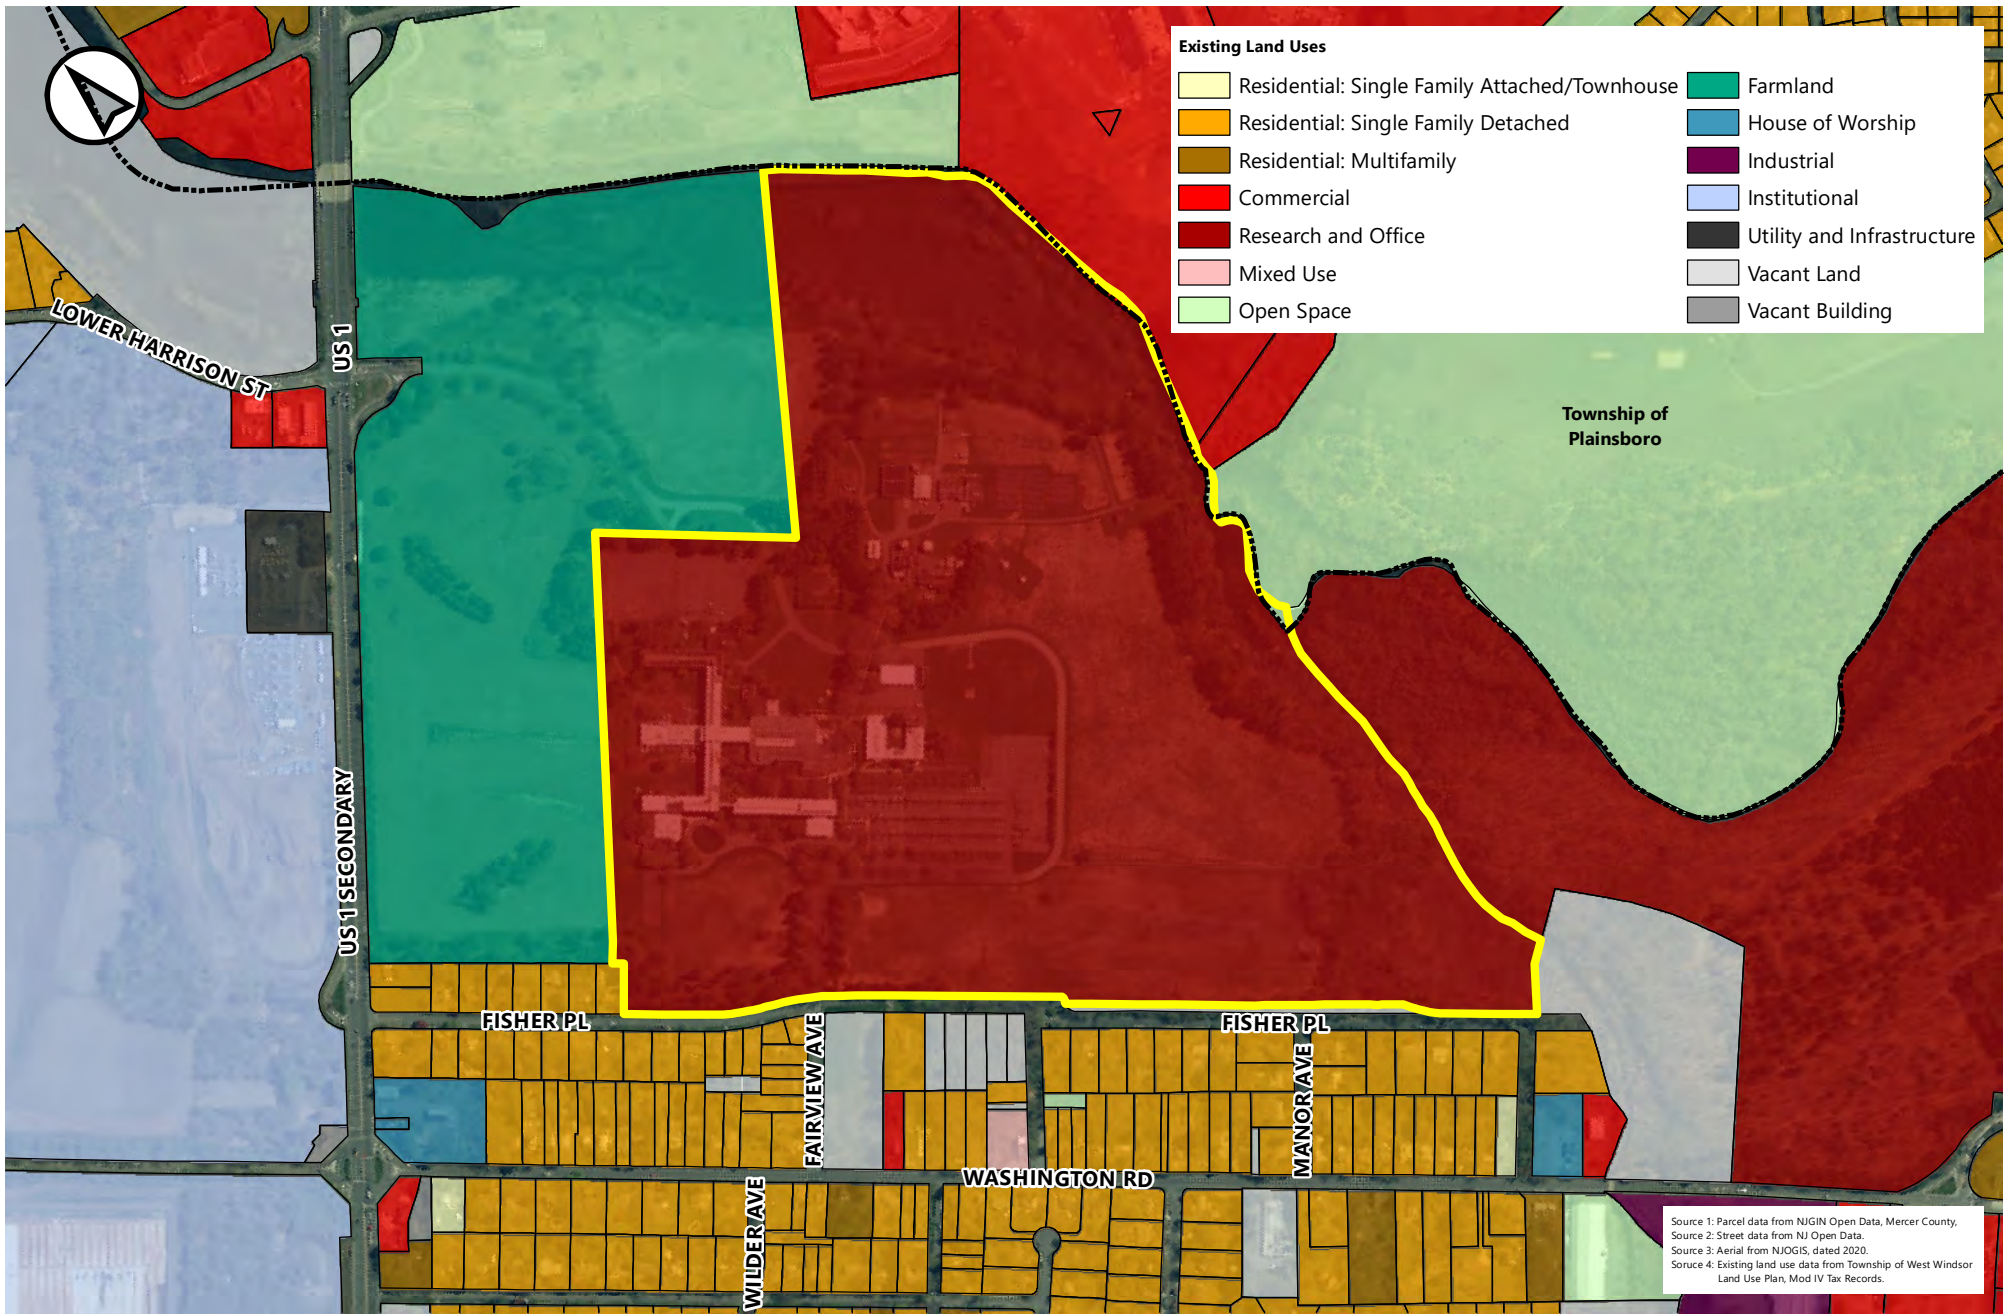 Existing Land Uses
Residential: Single Family Attached/Townhouse
Residential: Single Family Detached
Residential: Multifamily
Commercial
Research and Office
Mixed Use
Open Space
Farmland
House of Worship
Industrial
Institutional
Utility and Infrastructure
Vacant Land
Vacant Building
LOWER HARRISON ST
US 1
Township of
Plainsboro
US 1 SECONDARY
FISHER PL
FISHER PL
FAIRVIEW AVE
MANOR AVE
WASHINGTON RD
WILDER AVE
Source 1: Parcel data from NJGIN Open Data, Mercer County,
Source 2: Street data from NJ Open Data.
Source 3: Aerial from NJOGIS, dated 2020.
Soruce 4: Existing land use data from Township of West Windsor
Land Use Plan, Mod IV Tax Records.